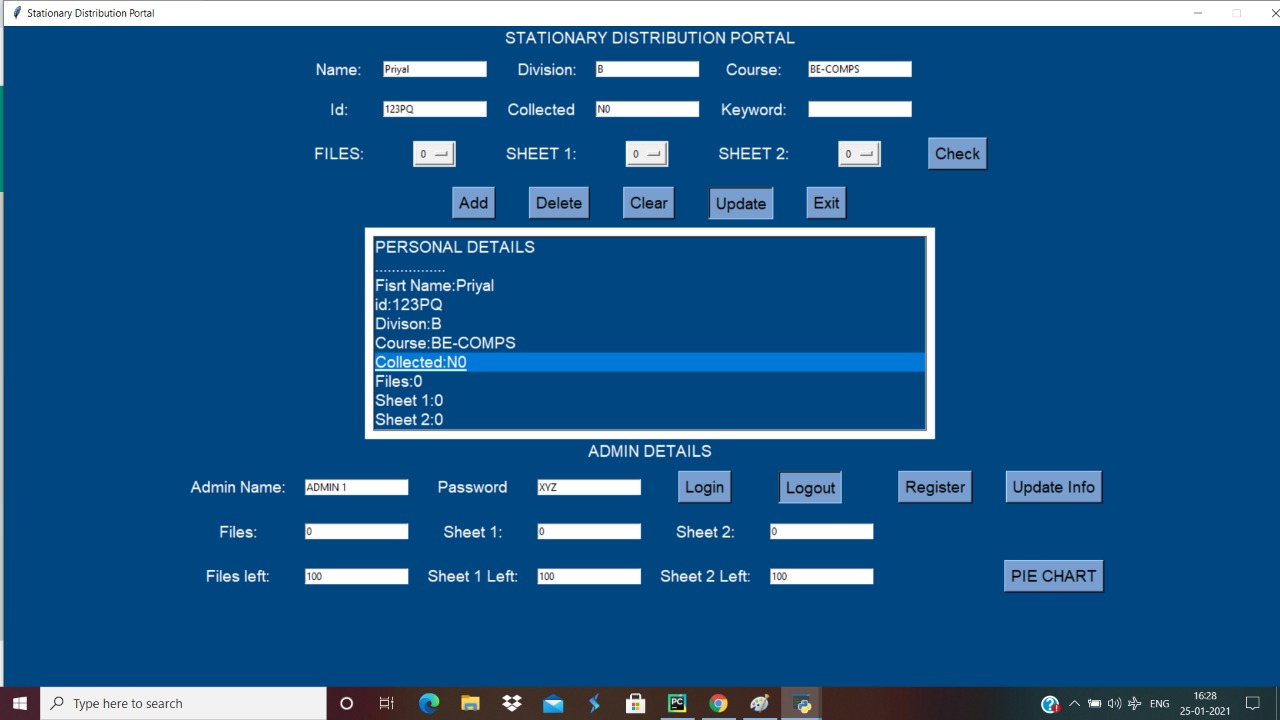 Stationary Distribution Portal
STATIONARY DISTRIBUTION PORTAL
Name: Priyal Division: B Course: BE-COMPS
Id: 123PQ Collected N0 Keyword:
FILES: 0 SHEET 1: 0 SHEET 2: 0 Check
Add Delete Clear Update Exit
PERSONAL DETAILS
.................
Fisrt Name:Priyal
id:123PQ
Divison:B
Course:BE-COMPS
Collected:N0
Files:0
Sheet 1:0
Sheet 2:0
ADMIN DETAILS
Admin Name: ADMIN 1 Password XYZ Login Logout Register Update Info
Files: 0 Sheet 1: 0 Sheet 2: 0
Files left: 100 Sheet 1 Left: 100 Sheet 2 Left: 100 PIE CHART
Type here to search PC ENG 16:28
25-01-2021